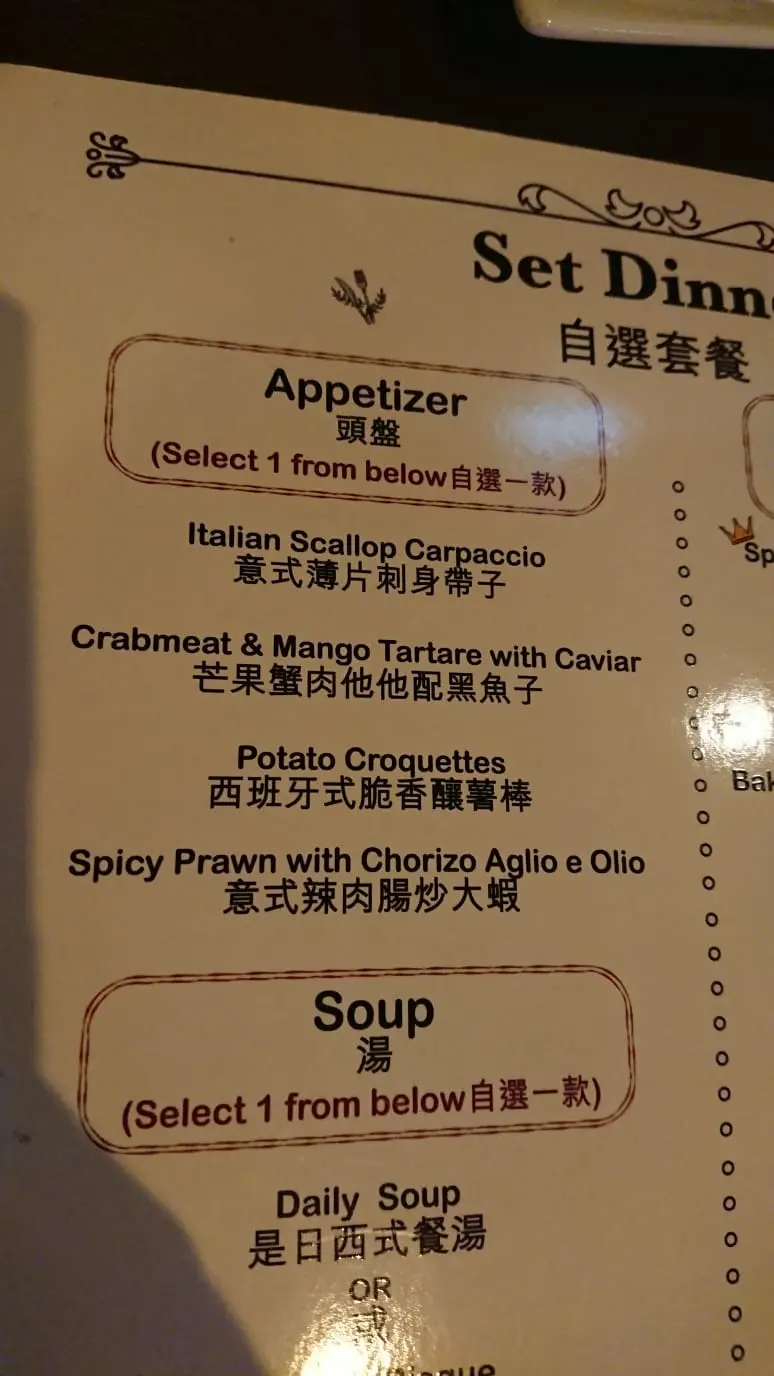 Set
自選套餐
Appetizer
頭盤
(Select 1 from below自選一款)
Italian Scallop Carpaccio
意式薄片刺身帶子
Crabmeat & Mango Tartare with Caviar
芒果蟹肉他他配黑魚子
Potato Croquettes
西班牙式脆香釀薯棒
Spicy Prawn with Chorizo Aglio e Olio
意式辣肉腸炒大蝦
Soup
湯
(Select 1 from below自選一款)
Daily Soup
是日西式餐湯
OR
或